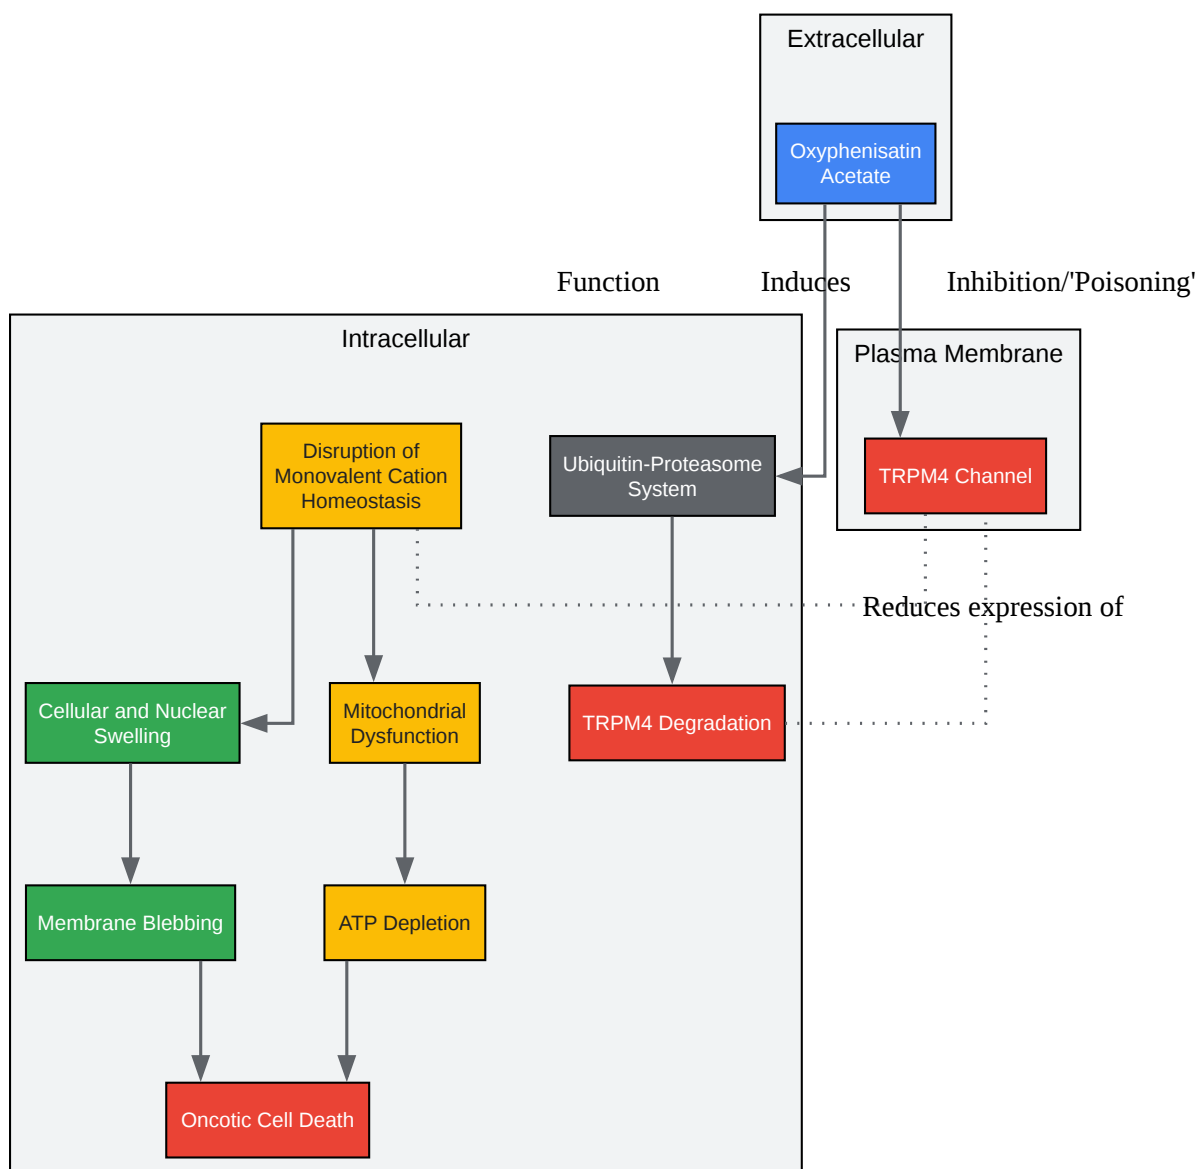 Extracellular
Oxyphenisatin
Acetate
Function
Induces
Inhibition/'Poisoning'
Intracellular
Plasma Membrane
Disruption of
Monovalent Cation
Homeostasis
Ubiquitin-Proteasome
System
TRPM4 Channel
Reduces expression of
Cellular and Nuclear
Swelling
Mitochondrial
Dysfunction
TRPM4 Degradation
Membrane Blebbing
ATP Depletion
Oncotic Cell Death